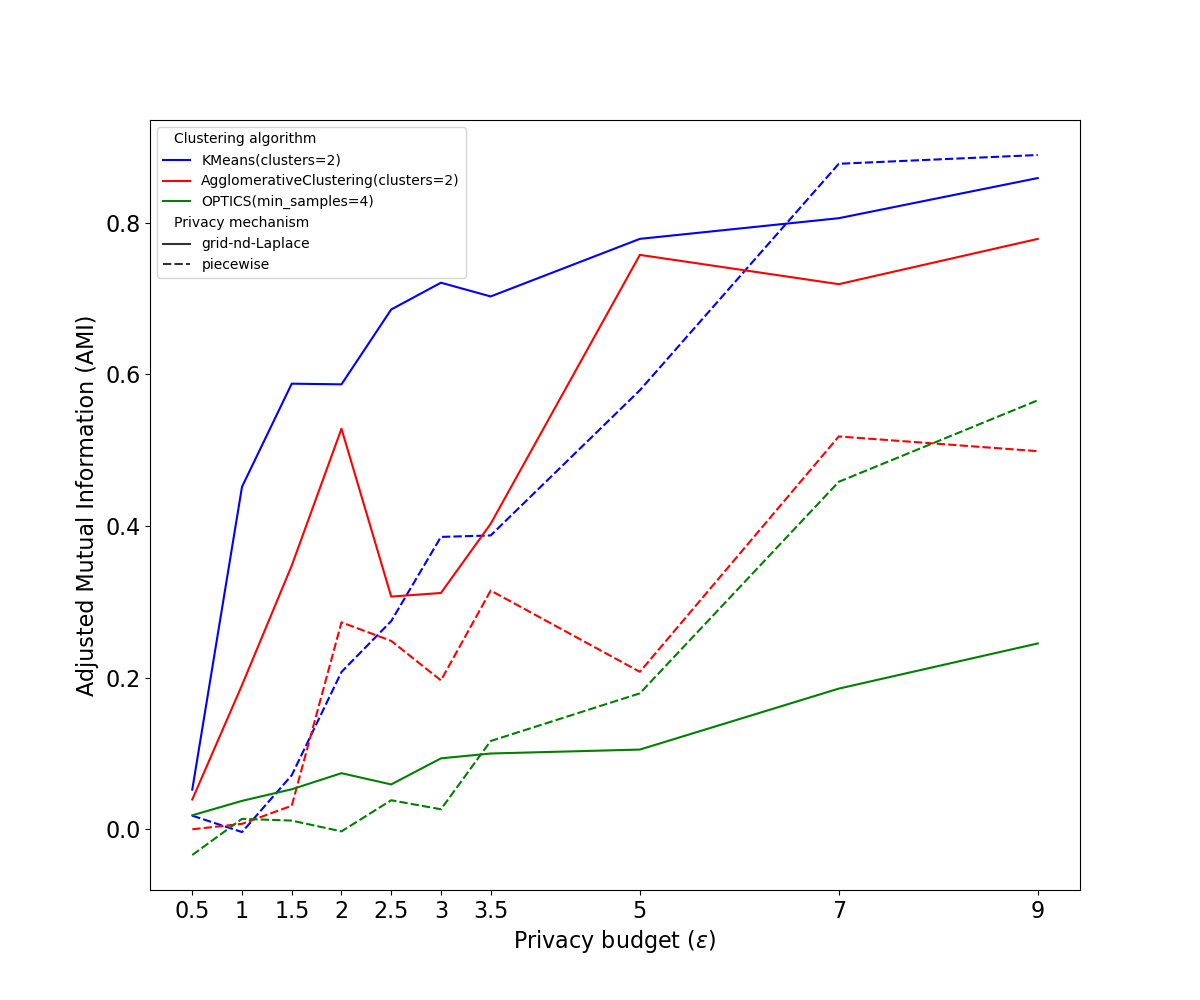 Clustering algorithm
KMeans(clusters=2)
AgglomerativeClustering(clusters=2)
OPTICS(min_samples=4)
Privacy mechanism
grid-nd-Laplace
piecewise
Adjusted Mutual Information (AMI)
0.8
0.6
0.4
0.2
0.0
0.5 1 1.5 2 2.5 3 3.5 5 7 9
Privacy budget (ε)